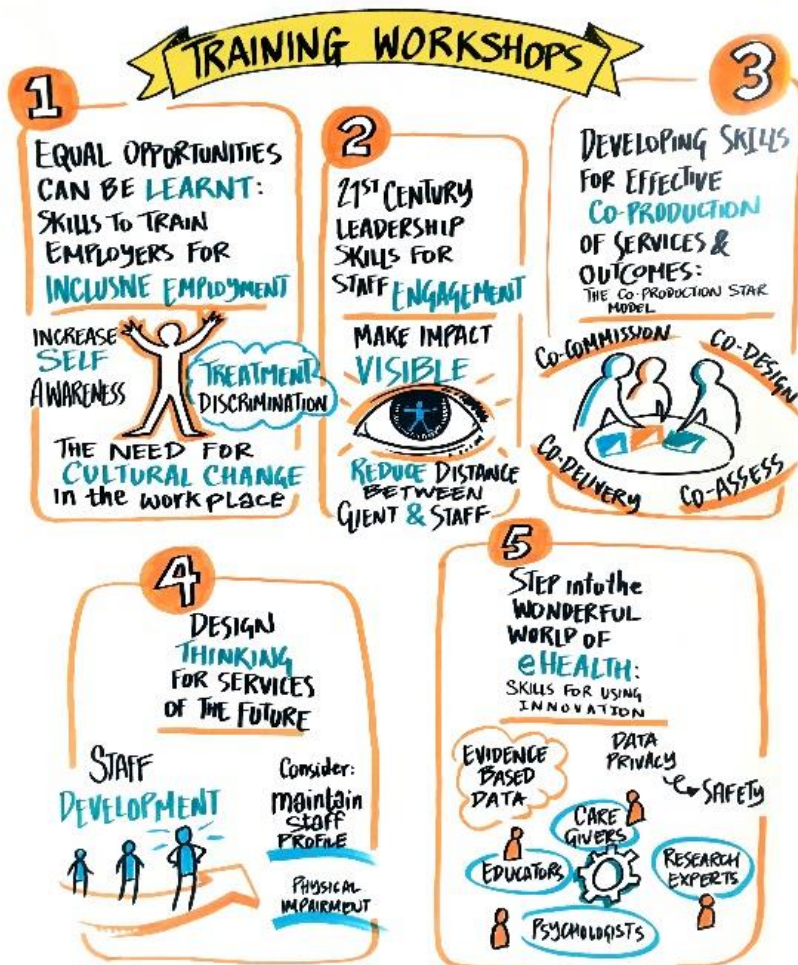 TRAINING WORKSHOPS
1
EQUAL OPPORTUNITIES
CAN BE LEARNT:
SKILLS TO TRAIN
EMPLOYERS FOR
INCLUSIVE EMPLOYMENT
INCREASE
SELF
AWARENESS
TREATMENT
DISCRIMINATION
THE NEED FOR
CULTURAL CHANGE
in the workplace
2
21ST CENTURY
LEADERSHIP
SKILLS FOR
STAFF ENGAGEMENT
MAKE IMPACT
VISIBLE
REDUCE DISTANCE
BETWEEN
CLIENT & STAFF
3
DEVELOPING SKILLS
FOR EFFECTIVE
CO-PRODUCTION
OF SERVICES &
OUTCOMES:
THE CO-PRODUCTION STAR
MODEL
CO-COMMISSION
CO-DESIGN
CO-DELIVERY
CO-ASSESS
4
DESIGN
THINKING
FOR SERVICES
OF THE FUTURE
STAFF
DEVELOPMENT
Consider:
maintain
staff
PROFILE
PHYSICAL
IMPAIRMENT
5
STEP into the
WONDERFUL
WORLD OF
eHEALTH:
SKILLS FOR USING
INNOVATION
EVIDENCE
BASED
DATA
DATA
PRIVACY
SAFETY
CARE
GIVERS
EDUCATORS
RESEARCH
EXPERTS
PSYCHOLOGISTS